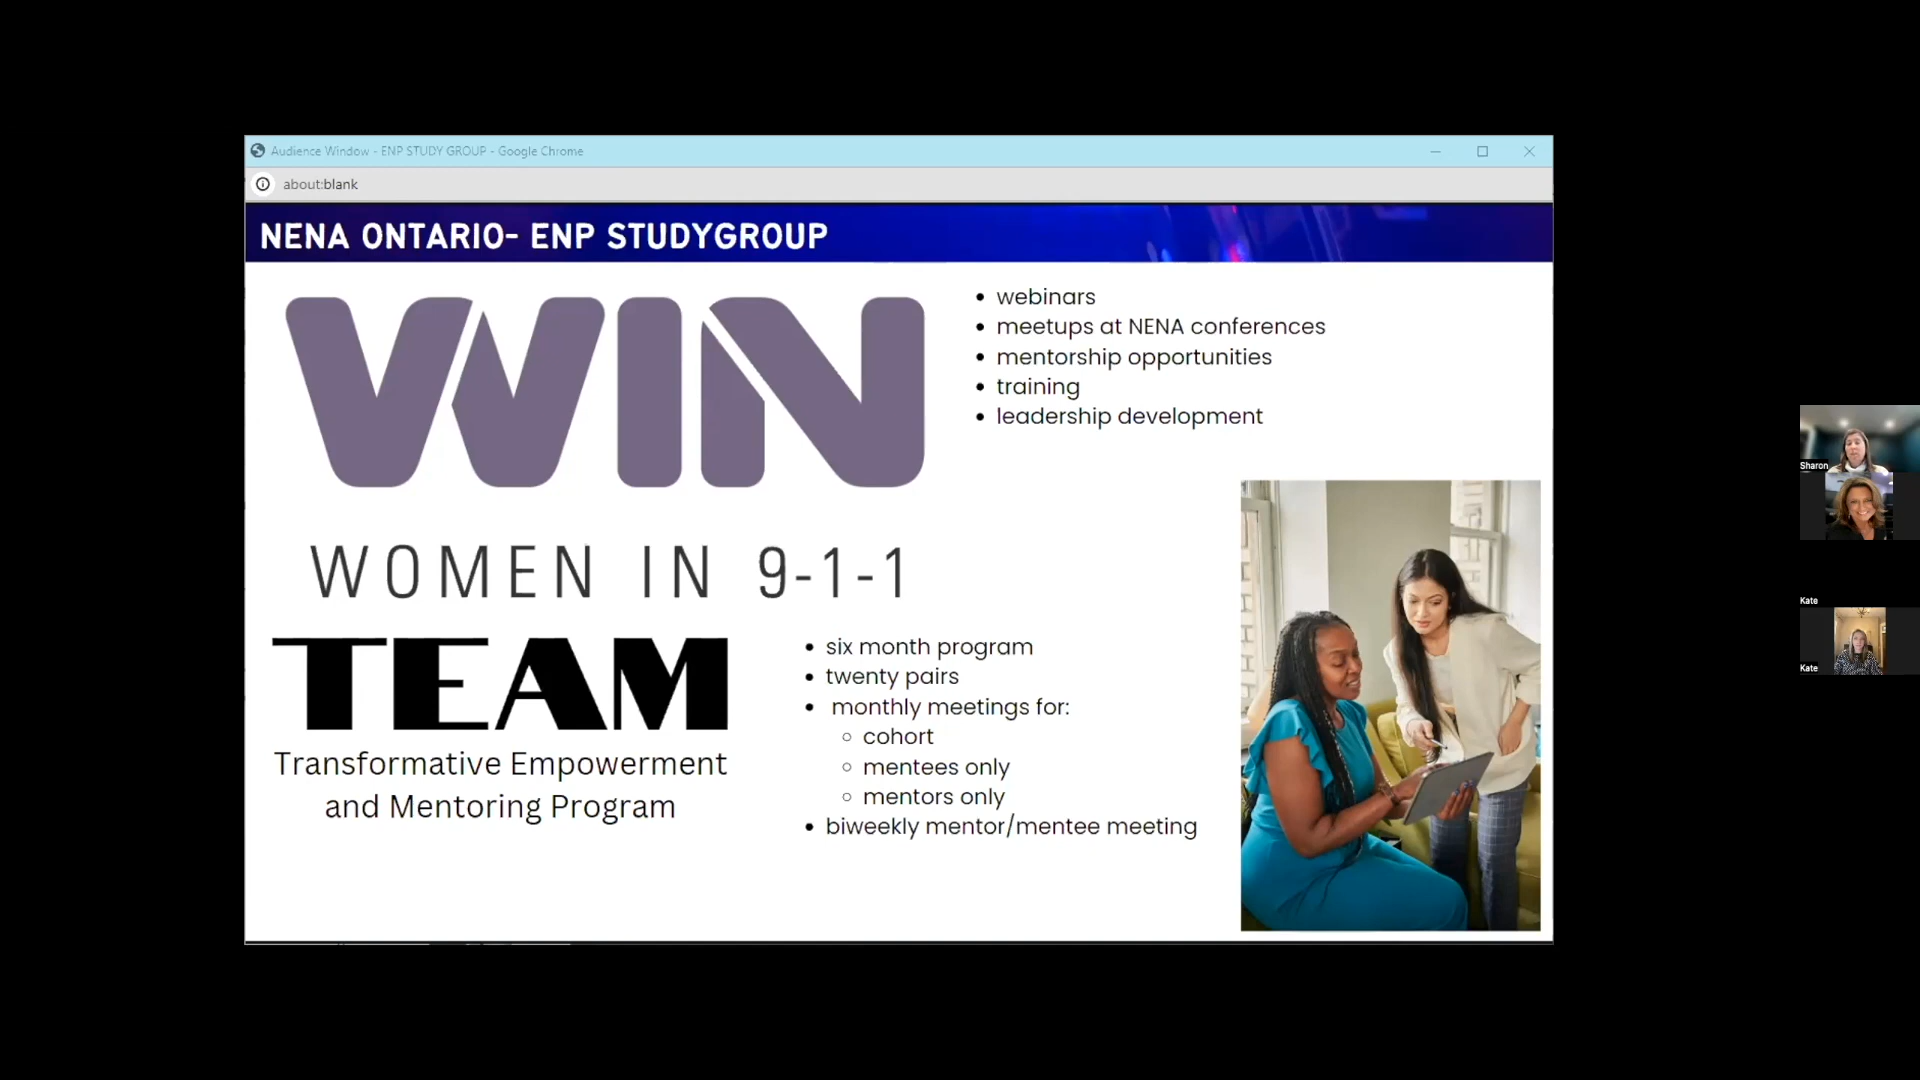 Audience Window - ENP STUDY GROUP - Google Chrome
about:blank
NENA ONTARIO- ENP STUDYGROUP
WIN
WOMEN IN 9-1-1
webinars
meetups at NENA conferences
mentorship opportunities
training
leadership development
TEAM
Transformative Empowerment
and Mentoring Program
six month program
twenty pairs
monthly meetings for:
cohort
mentees only
mentors only
biweekly mentor/mentee meeting
Sharon
Kate
Kate